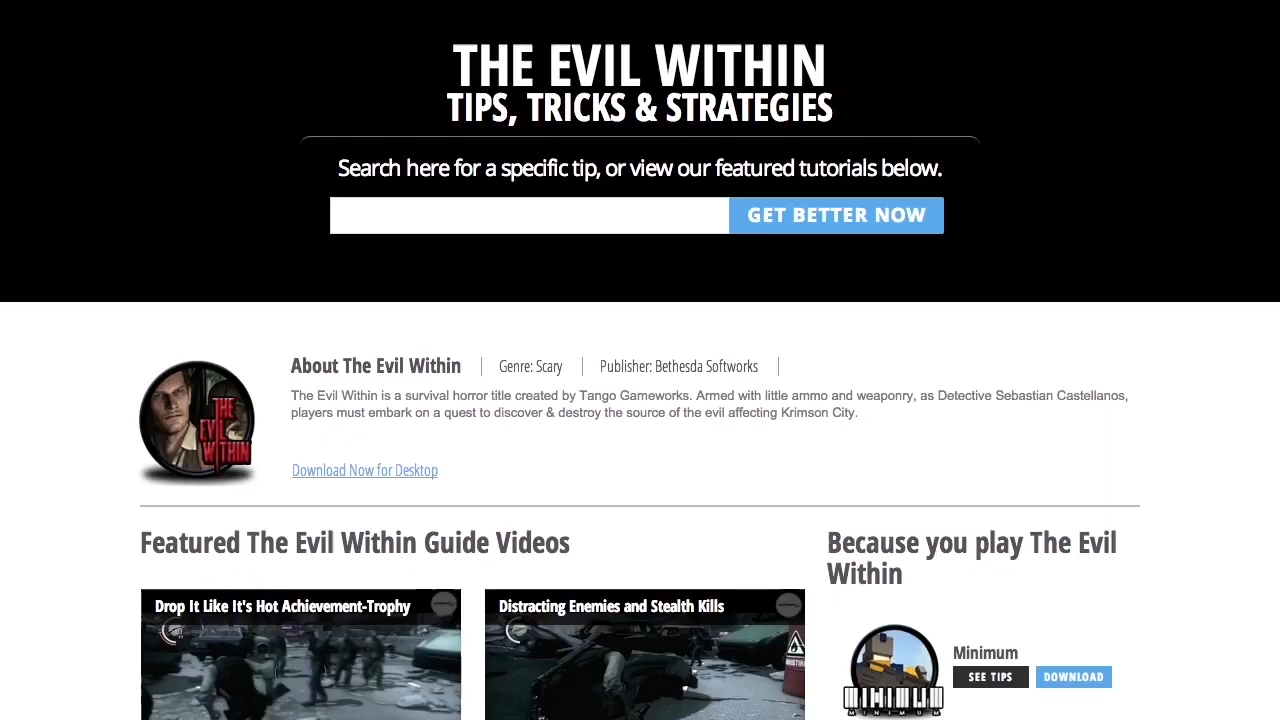 THE EVIL WITHIN
TIPS, TRICKS & STRATEGIES
Search here for a specific tip, or view our featured tutorials below.
GET BETTER NOW
About The Evil Within
Genre: Scary
Publisher: Bethesda Softworks
The Evil Within is a survival horror title created by Tango Gameworks. Armed with little ammo and weaponry, as Detective Sebastian Castellanos,
players must embark on a quest to discover & destroy the source of the evil affecting Krimson City.
THE
EVIL
WITHIN
Download Now for Desktop
Featured The Evil Within Guide Videos
Because you play The Evil
Within
Drop It Like It's Hot Achievement-Trophy
Distracting Enemies and Stealth Kills
Minimum
SEE TIPS
DOWNLOAD
MINIMUM
MINIMUM